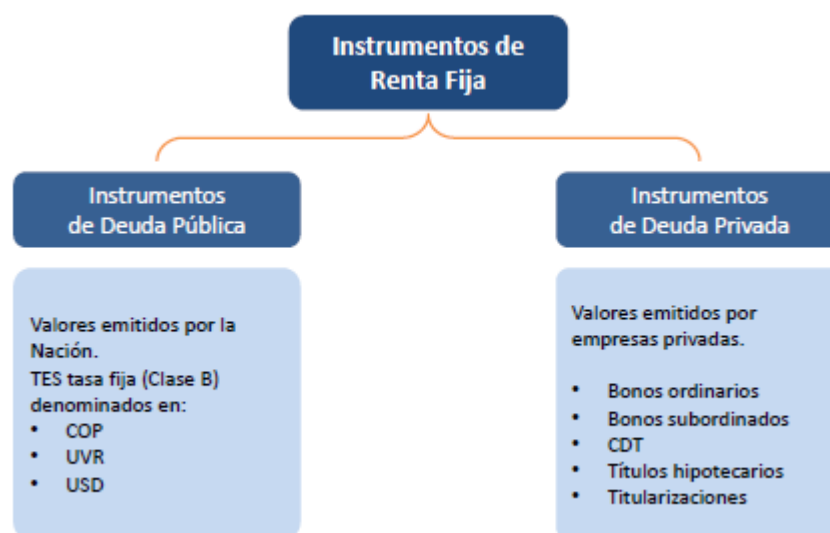 Instrumentos de
Renta Fija
Instrumentos
de Deuda Pública
Valores emitidos por la
Nación.
TES tasa fija (Clase B)
denominados en:
• COP
• UVR
• USD
Instrumentos
de Deuda Privada
Valores emitidos por
empresas privadas.
• Bonos ordinarios
• Bonos subordinados
• CDT
• Títulos hipotecarios
• Titularizaciones